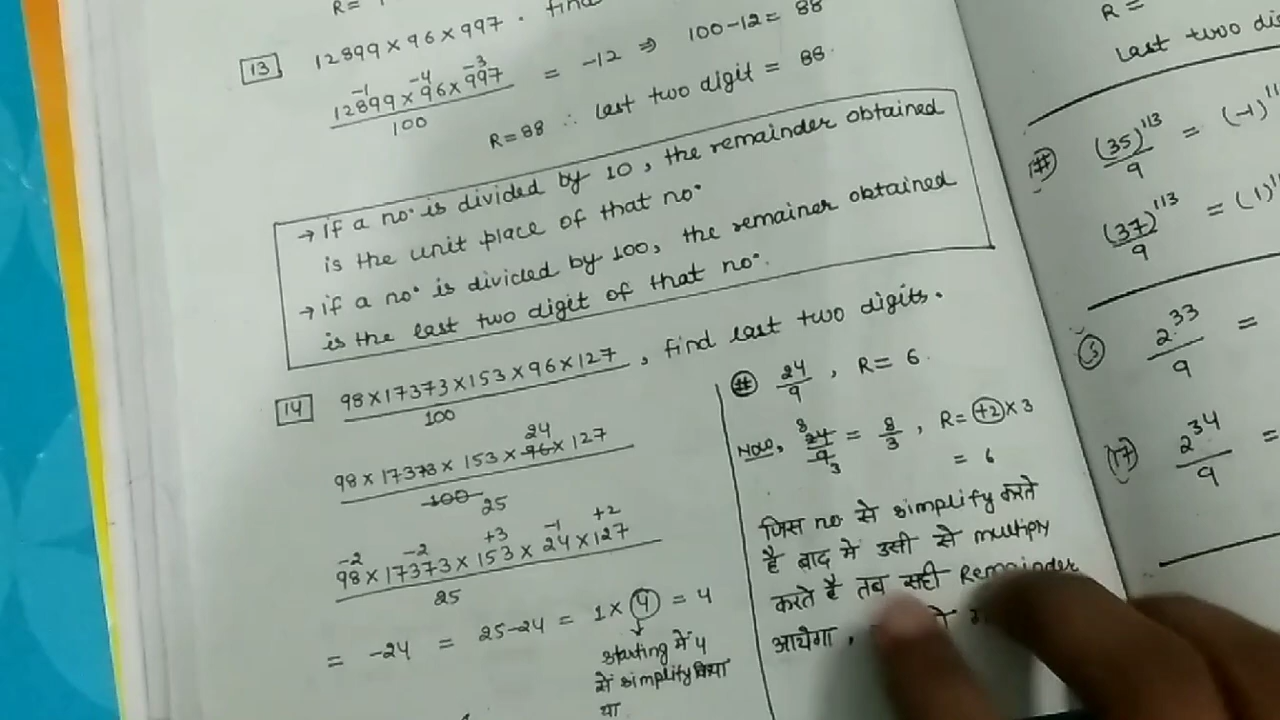 R=
13 12899 × 96 × 997 . find
-1 -4 -3
12899 × 96 × 997 / 100 = -12 ⇒ 100-12 = 88
R=88 ∴ last two digit = 88.
→ if a no. is divided by 10, the remainder obtained
is the unit place of that no.
→ if a no. is divided by 100, the remainer obtained
is the last two digit of that no.
14 98 × 17373 × 153 × 96 × 127 / 100 , find last two digits.
24
98 × 17373 × 153 × 96 × 127
100 25
-2 -2 +3 -1 +2
98 × 17373 × 153 × 24 × 127
25
= -24 = 25-24 = 1 × 4 = 4
starting में 4
से simplify किया
था
# 24/9 , R= 6.
Now, 8 24/9 3 = 8/3 , R= +2 × 3
= 6
जिस no से simplify करते
है बाद में उसी से multiply
करते है तब सही Remainder
आयेगा,
R=
Last two
# (35)^113 / 9 = (-1)^11
(37)^113 / 9 = (1)^
2^33 / 9 =
17 2^34 / 9 =